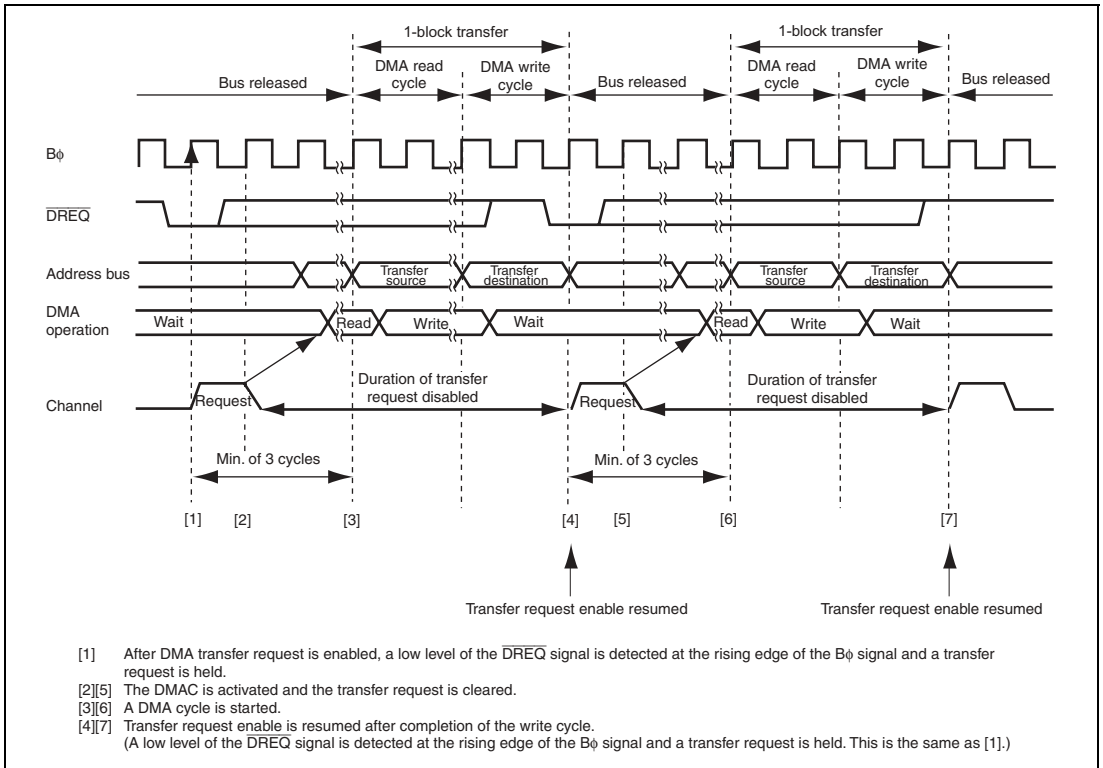 1-block transfer 1-block transfer
DMA read cycle DMA write cycle DMA read cycle DMA write cycle
Bus released Bus released Bus released
Bϕ
DREQ
Address bus Transfer source Transfer destination Transfer source Transfer destination
DMA operation Wait Read Write Wait Read Write Wait
Channel Request Duration of transfer request disabled Request Duration of transfer request disabled
Min. of 3 cycles Min. of 3 cycles
[1] [2] [3] [4] [5] [6] [7]
Transfer request enable resumed Transfer request enable resumed
[1] After DMA transfer request is enabled, a low level of the DREQ signal is detected at the rising edge of the Bϕ signal and a transfer
request is held.
[2][5] The DMAC is activated and the transfer request is cleared.
[3][6] A DMA cycle is started.
[4][7] Transfer request enable is resumed after completion of the write cycle.
(A low level of the DREQ signal is detected at the rising edge of the Bϕ signal and a transfer request is held. This is the same as [1].)